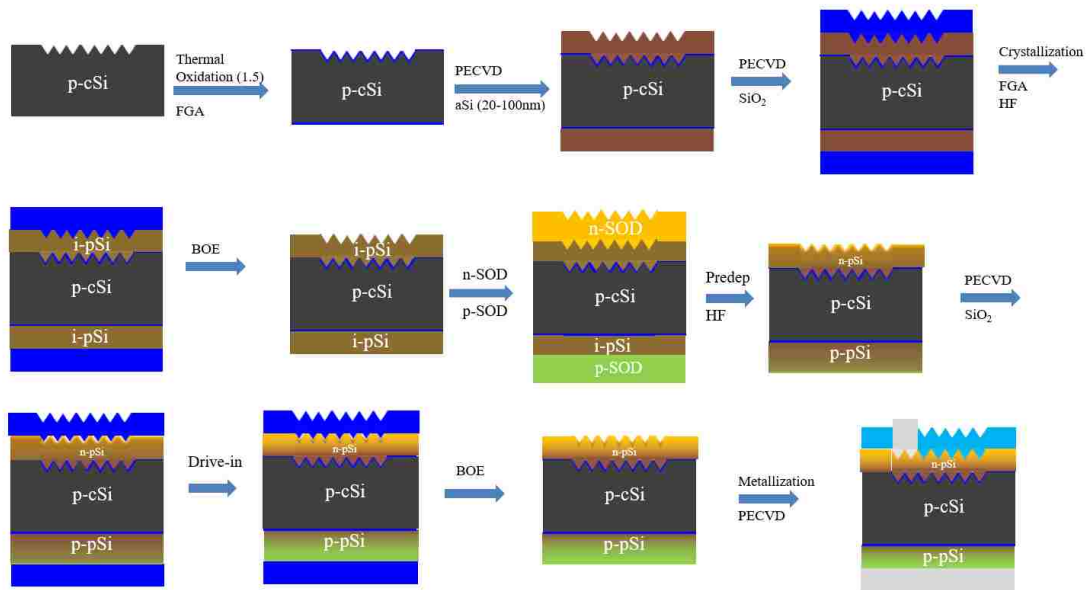 p-cSi
Thermal
Oxidation (1.5)
FGA
p-cSi
PECVD
aSi (20-100nm)
p-cSi
PECVD
SiO₂
p-cSi
Crystallization
FGA
HF
i-pSi
p-cSi
i-pSi
BOE
i-pSi
p-cSi
i-pSi
n-SOD
p-SOD
n-SOD
p-cSi
i-pSi
p-SOD
Predep
HF
n-pSi
p-cSi
p-pSi
PECVD
SiO₂
n-pSi
p-cSi
p-pSi
Drive-in
n-pSi
p-cSi
p-pSi
BOE
n-pSi
p-cSi
p-pSi
Metallization
PECVD
n-pSi
p-cSi
p-pSi